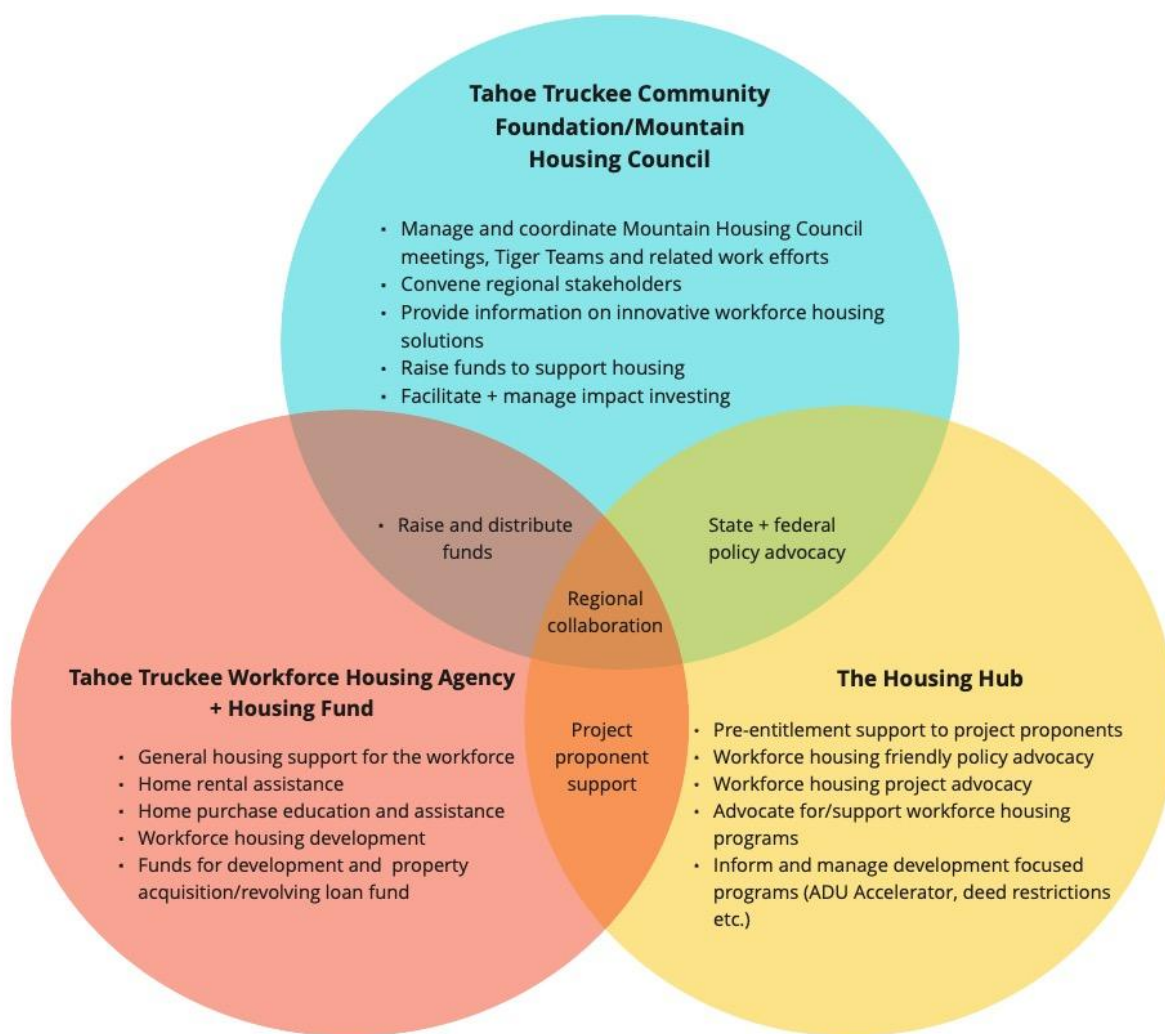 Tahoe Truckee Community
Foundation/Mountain
Housing Council
• Manage and coordinate Mountain Housing Council
meetings, Tiger Teams and related work efforts
• Convene regional stakeholders
• Provide information on innovative workforce housing
solutions
• Raise funds to support housing
• Facilitate + manage impact investing
• Raise and distribute
funds
State + federal
policy advocacy
Regional
collaboration
Tahoe Truckee Workforce Housing Agency
+ Housing Fund
• General housing support for the workforce
• Home rental assistance
• Home purchase education and assistance
• Workforce housing development
• Funds for development and property
acquisition/revolving loan fund
Project
proponent
support
The Housing Hub
• Pre-entitlement support to project proponents
• Workforce housing friendly policy advocacy
• Workforce housing project advocacy
• Advocate for/support workforce housing
programs
• Inform and manage development focused
programs (ADU Accelerator, deed restrictions
etc.)